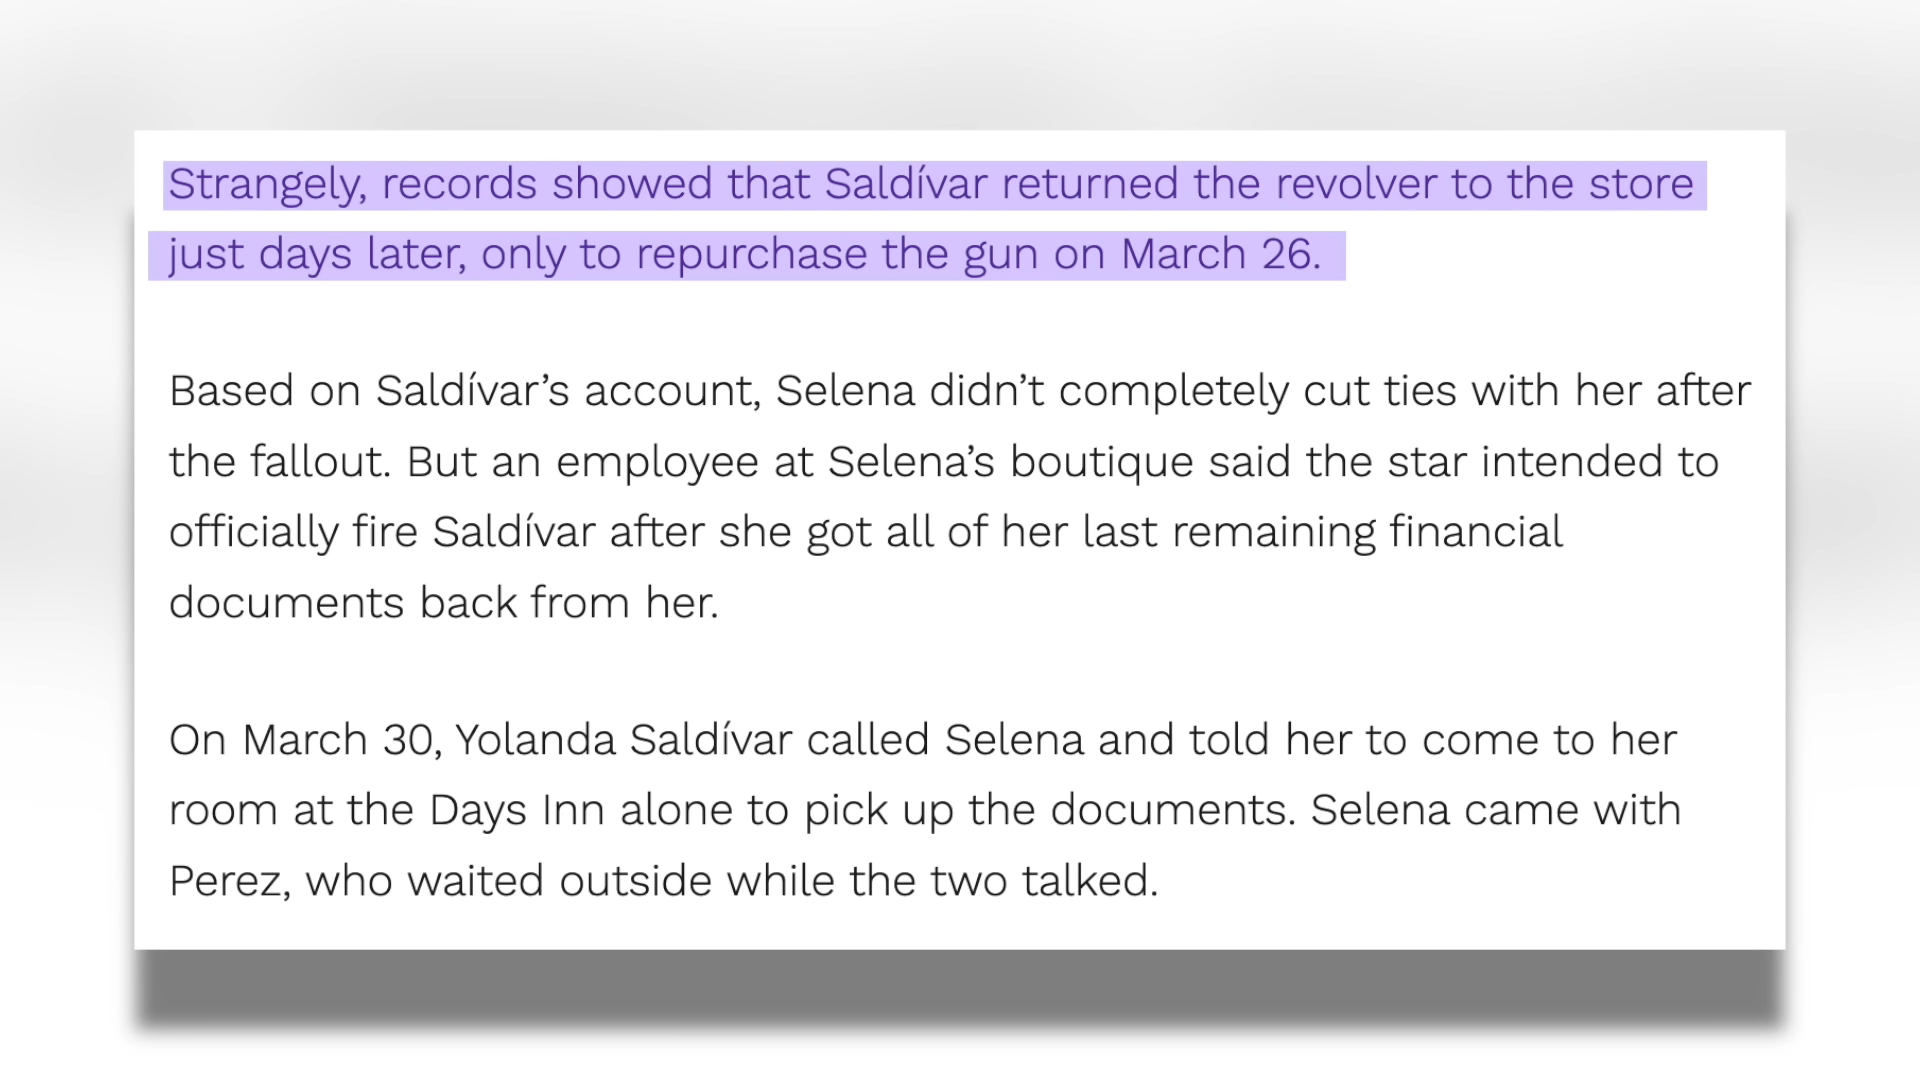 Strangely, records showed that Saldívar returned the revolver to the store
just days later, only to repurchase the gun on March 26.
Based on Saldívar’s account, Selena didn’t completely cut ties with her after
the fallout. But an employee at Selena’s boutique said the star intended to
officially fire Saldívar after she got all of her last remaining financial
documents back from her.
On March 30, Yolanda Saldívar called Selena and told her to come to her
room at the Days Inn alone to pick up the documents. Selena came with
Perez, who waited outside while the two talked.